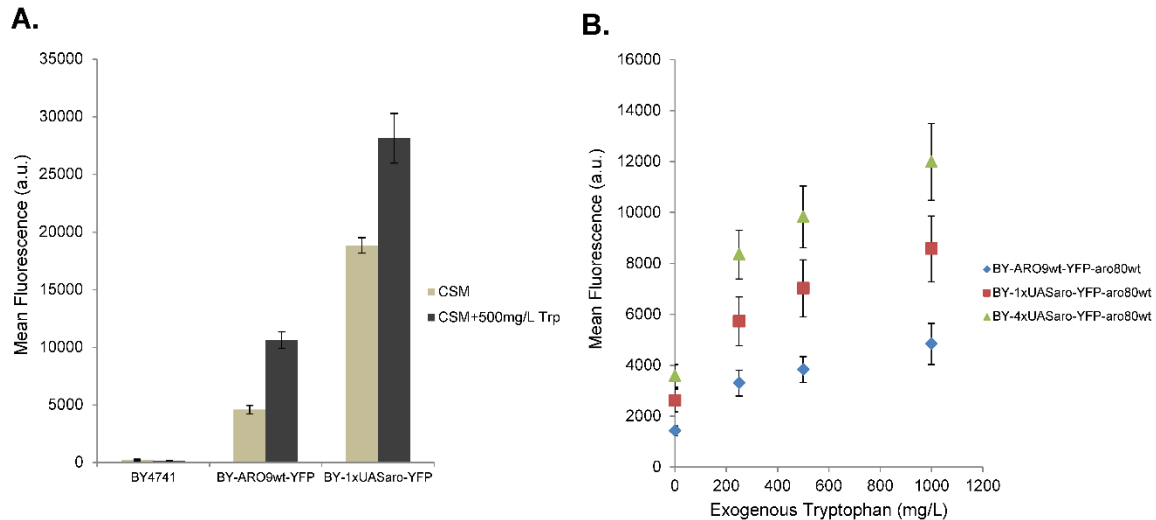 A.
35000
30000
25000
20000
15000
10000
5000
0
Mean Fluorescence (a.u.)
BY4741
BY-ARO9wt-YFP
BY-1xUASaro-YFP
CSM
CSM+500mg/L Trp
B.
16000
14000
12000
10000
8000
6000
4000
2000
0
Mean Fluorescence (a.u.)
0 200 400 600 800 1000 1200
Exogenous Tryptophan (mg/L)
BY-ARO9wt-YFP-aro80wt
BY-1xUASaro-YFP-aro80wt
BY-4xUASaro-YFP-aro80wt